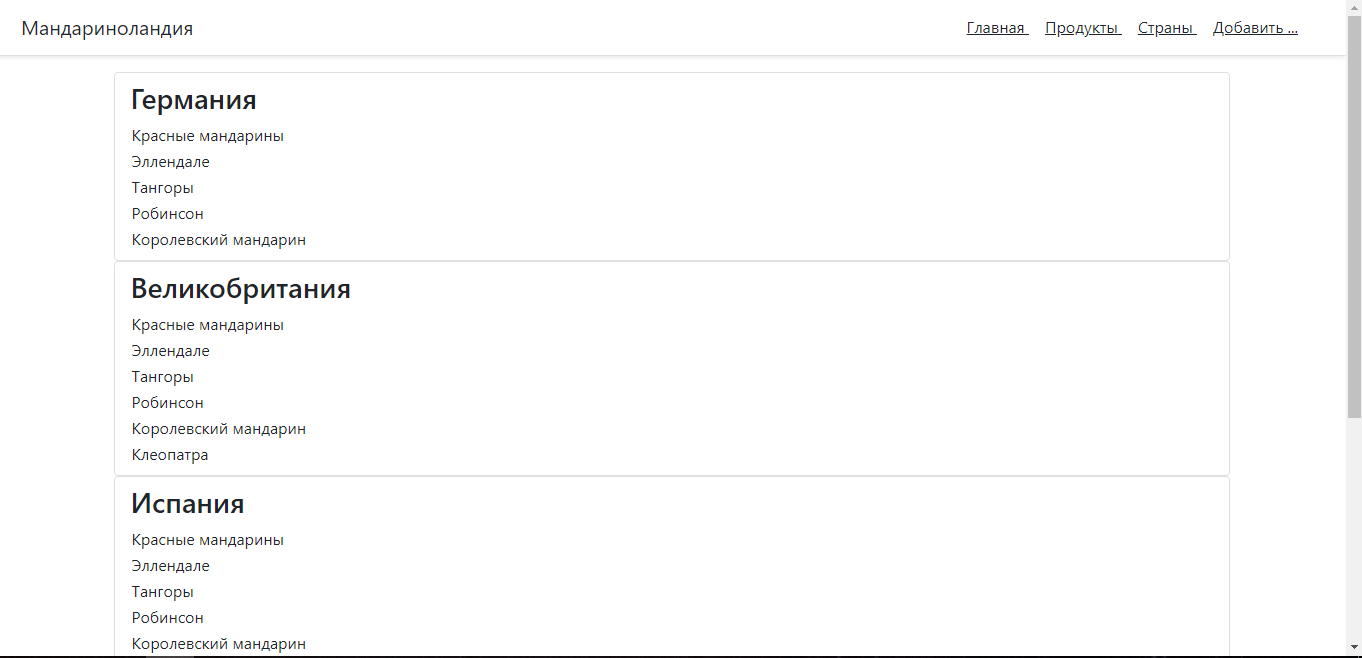 Мандариноландия
Главная Продукты Страны Добавить ...
Германия
Красные мандарины
Эллендале
Тангоры
Робинсон
Королевский мандарин
Великобритания
Красные мандарины
Эллендале
Тангоры
Робинсон
Королевский мандарин
Клеопатра
Испания
Красные мандарины
Эллендале
Тангоры
Робинсон
Королевский мандарин